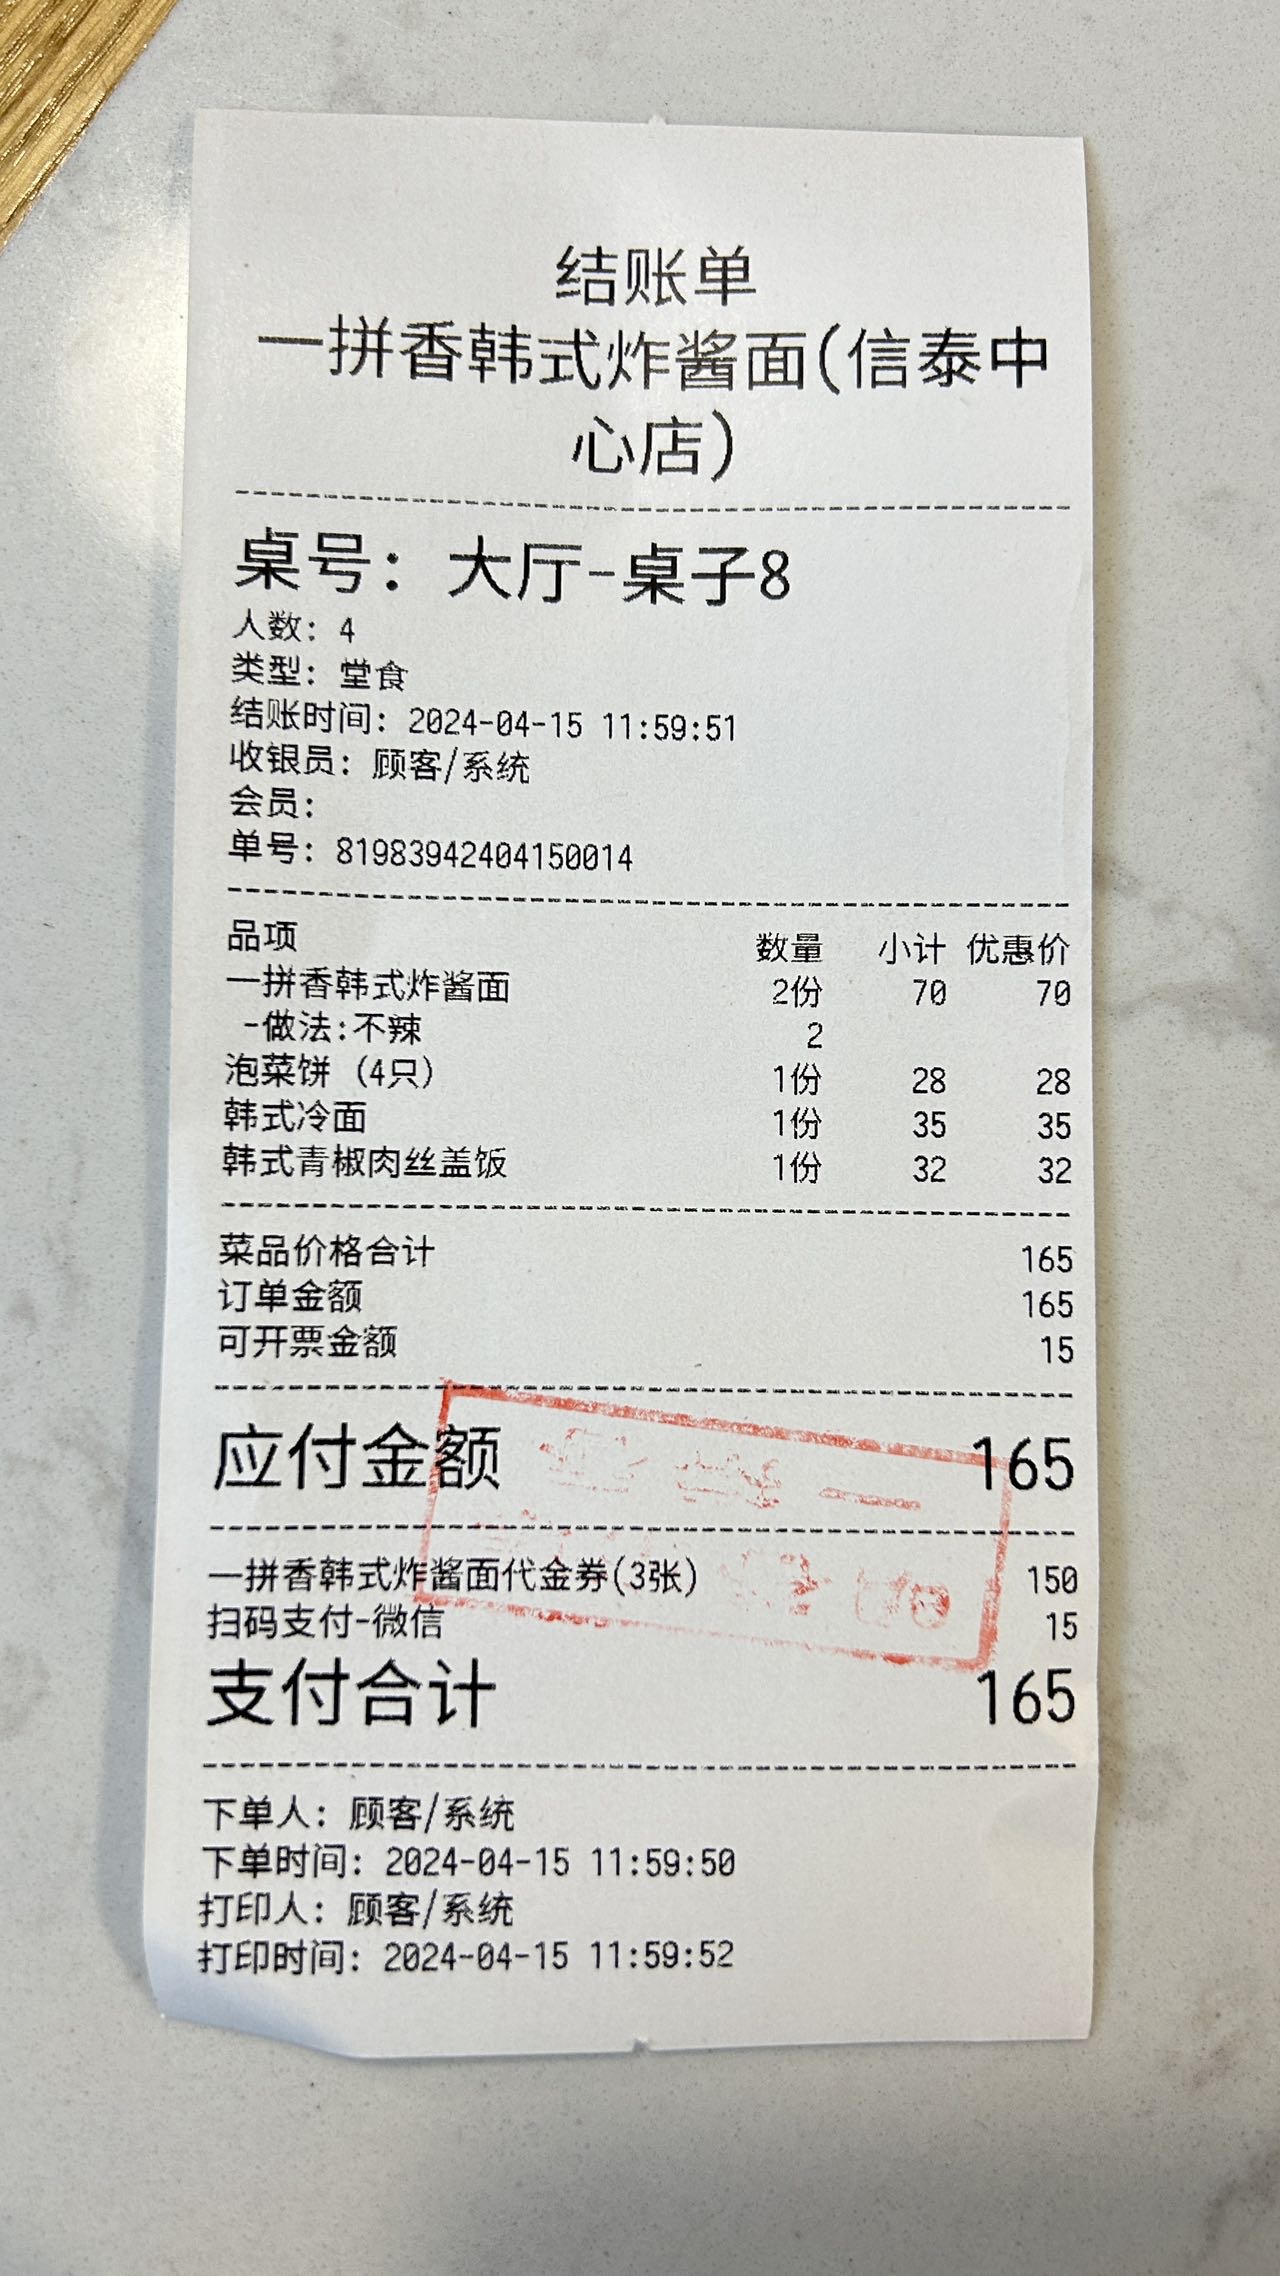 结账单
一拼香韩式炸酱面(信泰中
心店)
桌号：大厅-桌子8
人数：4
类型：堂食
结账时间：2024-04-15 11:59:51
收银员：顾客/系统
会员：
单号：81983942404150014
品项 数量 小计 优惠价
一拼香韩式炸酱面 2份 70 70
-做法:不辣 2
泡菜饼（4只） 1份 28 28
韩式冷面 1份 35 35
韩式青椒肉丝盖饭 1份 32 32
菜品价格合计 165
订单金额 165
可开票金额 15
应付金额 165
一拼香韩式炸酱面代金券(3张) 150
扫码支付-微信 15
支付合计 165
下单人：顾客/系统
下单时间：2024-04-15 11:59:50
打印人：顾客/系统
打印时间：2024-04-15 11:59:52